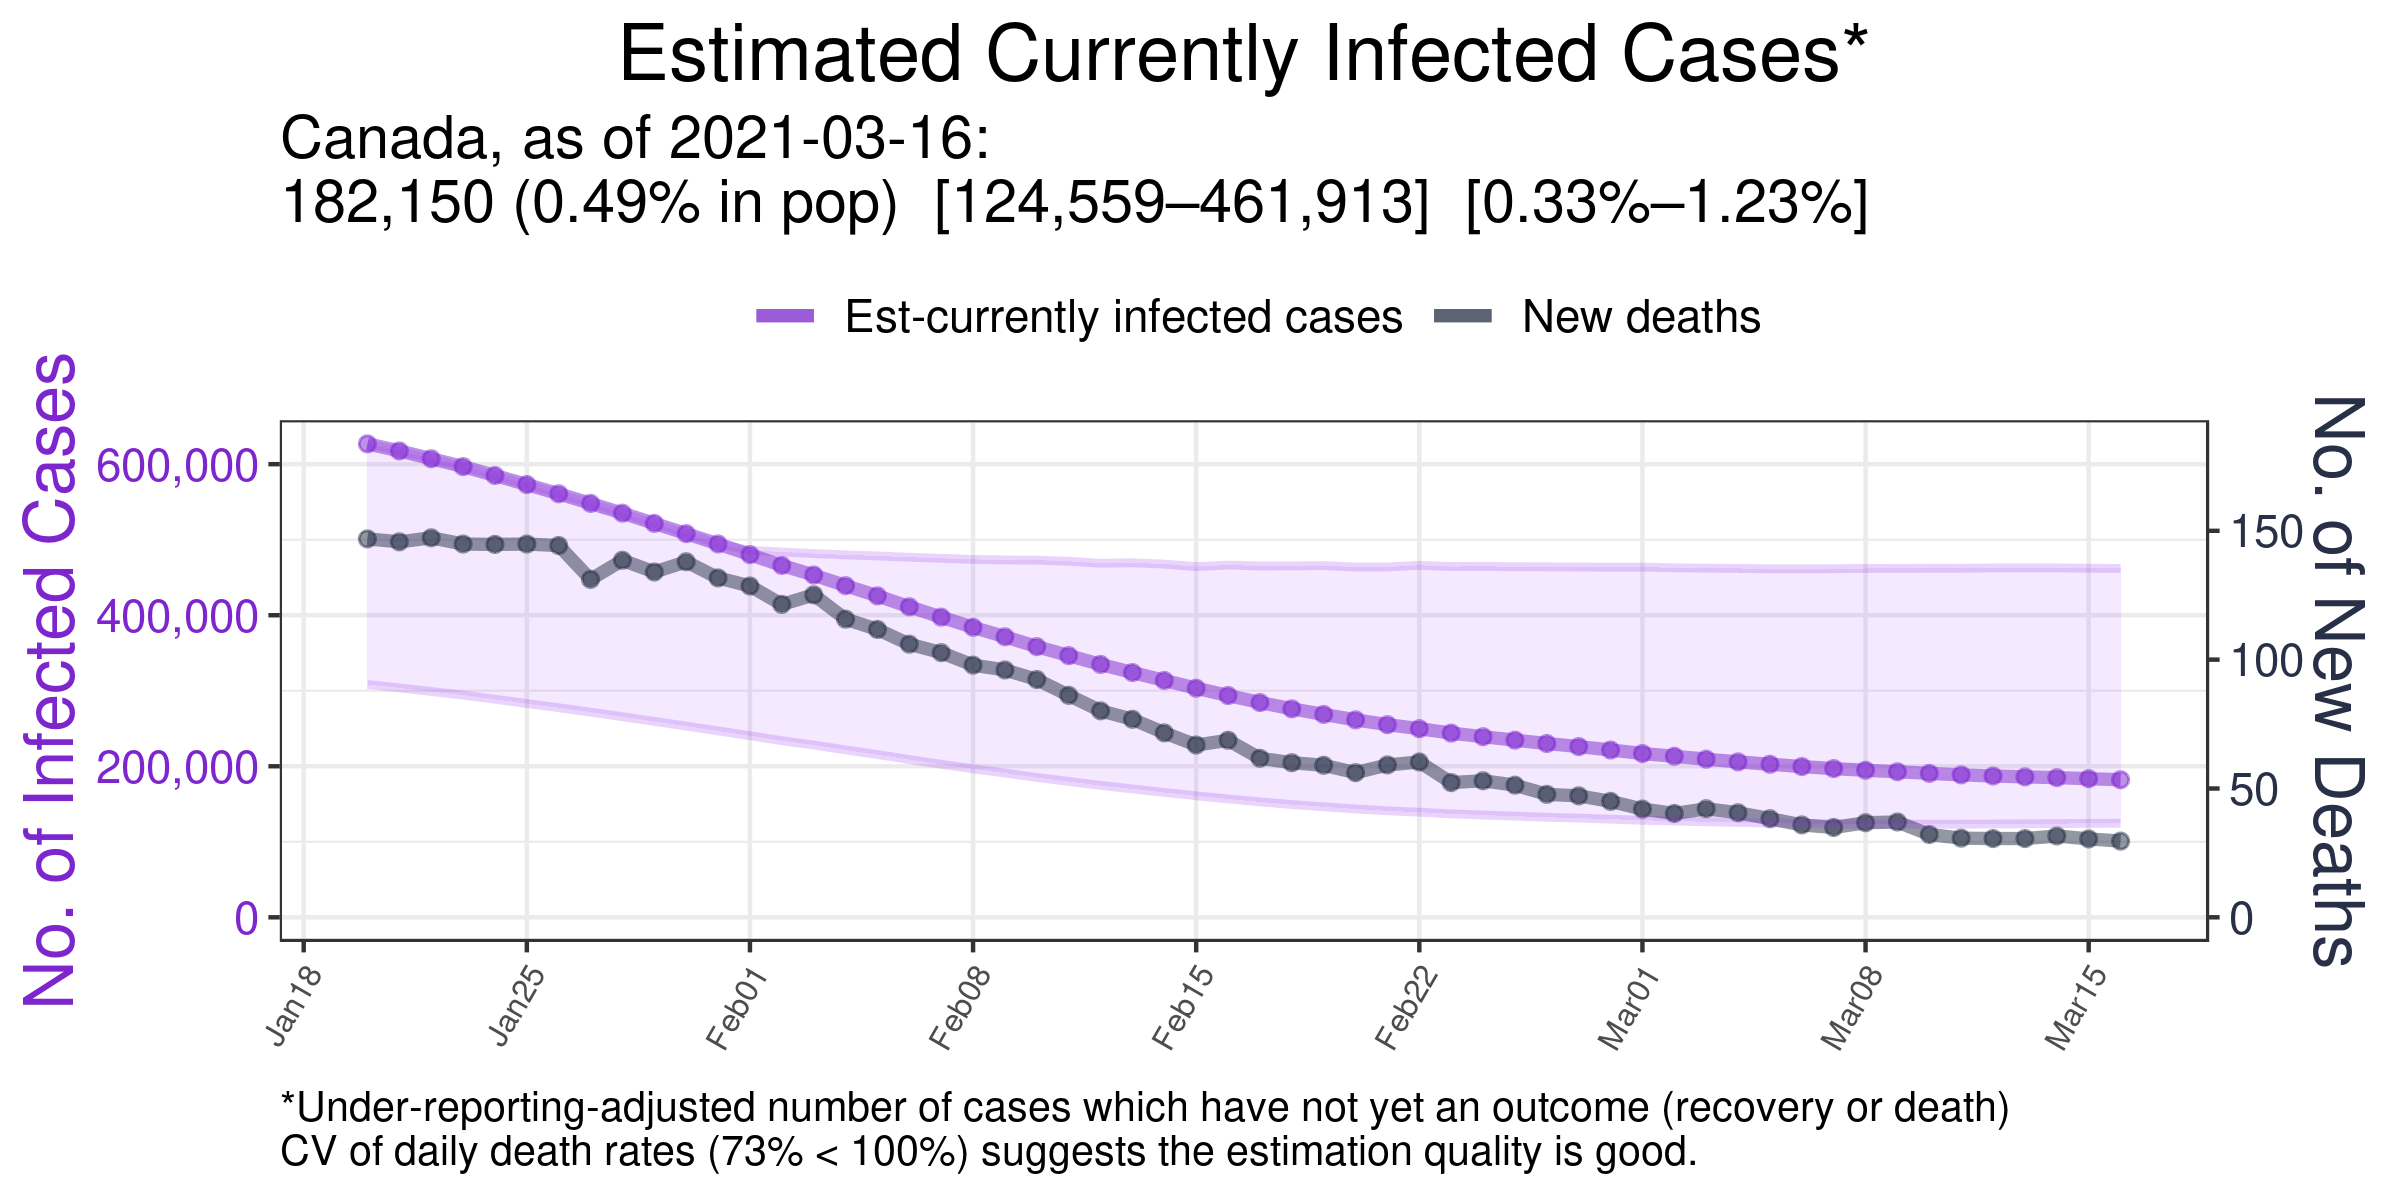 Estimated Currently Infected Cases*
Canada, as of 2021-03-16:
182,150 (0.49% in pop)  [124,559–461,913]  [0.33%–1.23%]
Est-currently infected cases
New deaths
No. of Infected Cases
600,000
400,000
200,000
0
150
100
50
0
No. of New Deaths
Jan18
Jan25
Feb01
Feb08
Feb15
Feb22
Mar01
Mar08
Mar15
*Under-reporting-adjusted number of cases which have not yet an outcome (recovery or death)
CV of daily death rates (73% < 100%) suggests the estimation quality is good.